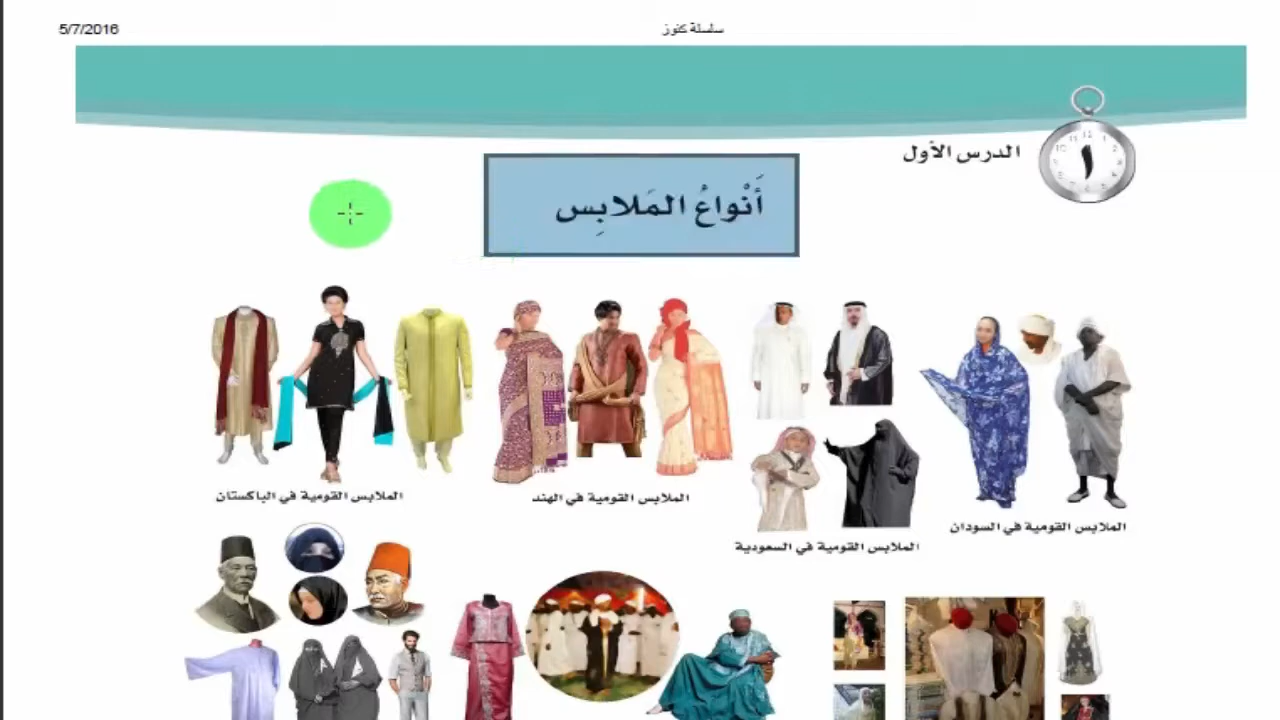 5/7/2016
سلسلة كنوز
الدرس الأول
١
أَنْواعُ المَلابِس
الملابس القومية في الباكستان
الملابس القومية في الهند
الملابس القومية في السعودية
الملابس القومية في السودان